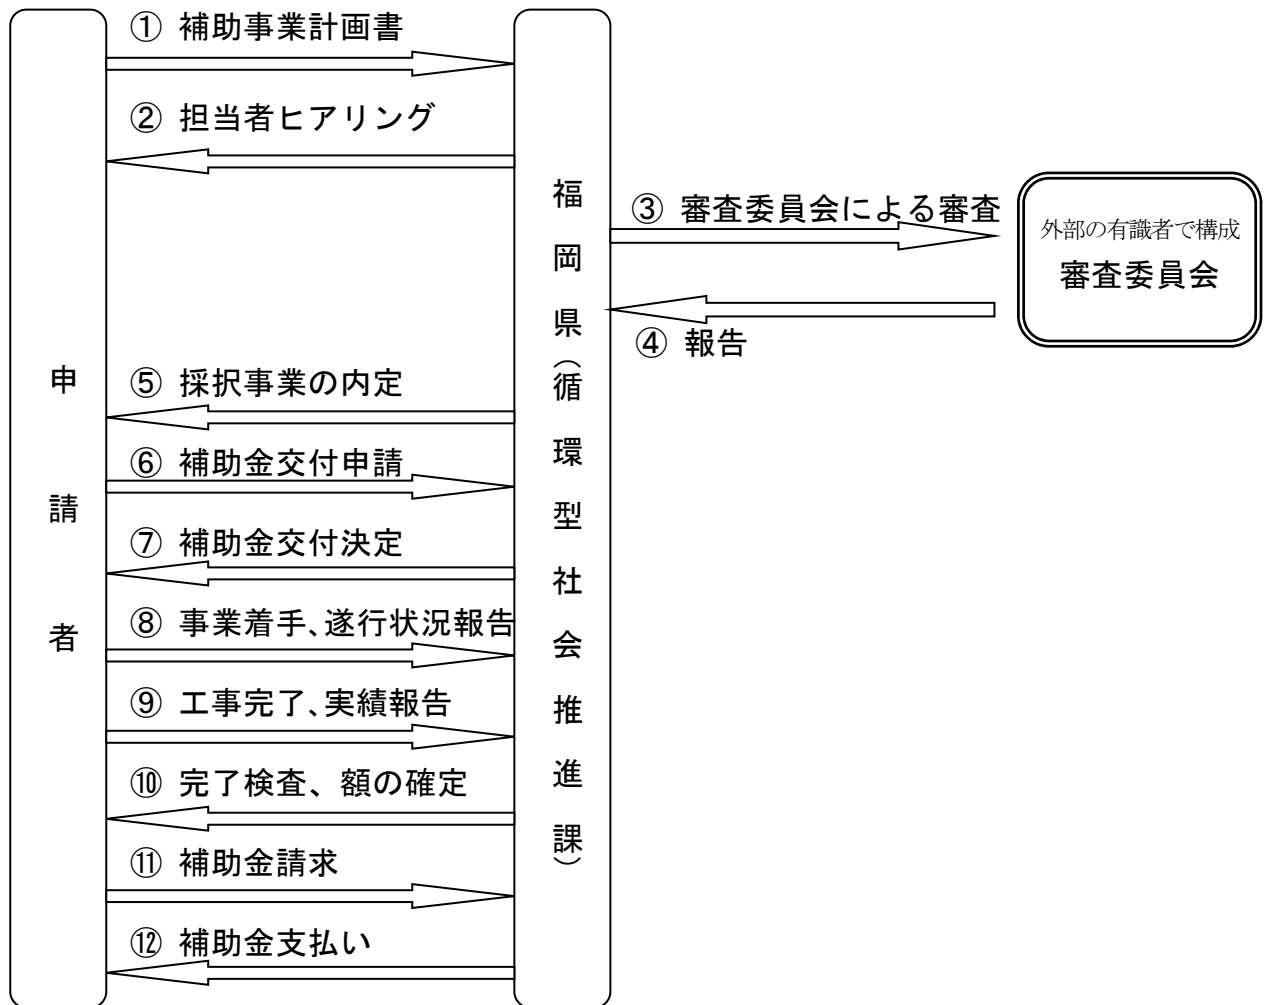 ① 補助事業計画書
② 担当者ヒアリング
③ 審査委員会による審査
外部の有識者で構成
審査委員会
④ 報告
⑤ 採択事業の内定
⑥ 補助金交付申請
⑦ 補助金交付決定
⑧ 事業着手、遂行状況報告
⑨ 工事完了、実績報告
⑩ 完了検査、額の確定
⑪ 補助金請求
⑫ 補助金支払い
申請者
福岡県(循環型社会推進課)